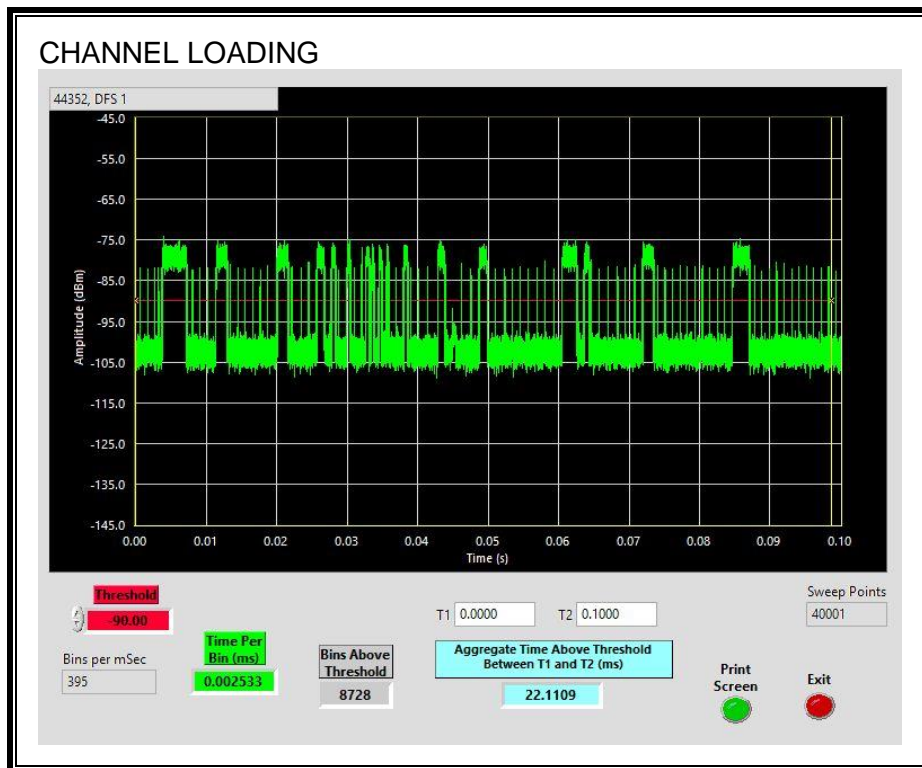 CHANNEL LOADING
44352, DFS 1
-45.0
-55.0
-65.0
-75.0
-85.0
-95.0
-105.0
-115.0
-125.0
-135.0
-145.0
Amplitude (dBm)
0.00 0.01 0.02 0.03 0.04 0.05 0.06 0.07 0.08 0.09 0.10
Time (s)
Threshold
-90.00
Bins per mSec
395
Time Per
Bin (ms)
0.002533
Bins Above
Threshold
8728
T1 0.0000 T2 0.1000
Aggregate Time Above Threshold
Between T1 and T2 (ms)
22.1109
Sweep Points
40001
Print
Screen
Exit